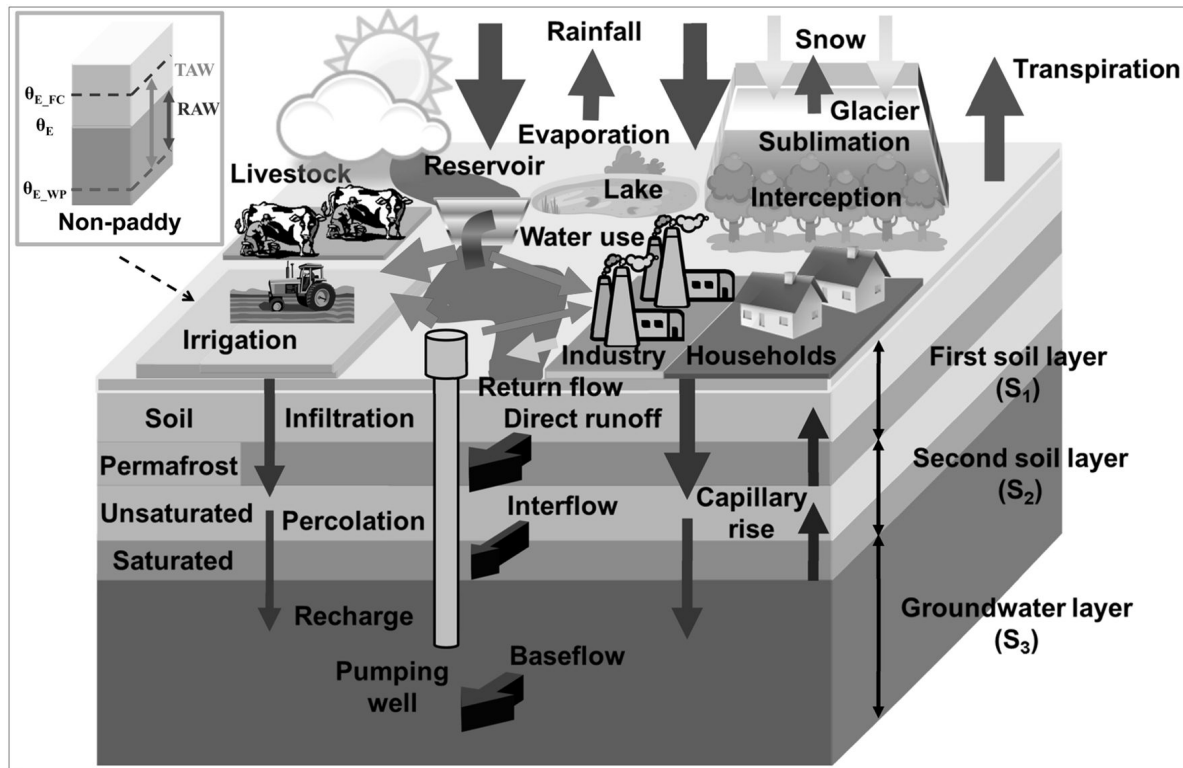 Rainfall
Snow
Transpiration
TAW
θE_FC
RAW
θE
θE_WP
Non-paddy
Glacier
Evaporation
Sublimation
Reservoir
Livestock
Lake
Interception
Water use
Irrigation
Industry
Households
First soil layer
(S1)
Return flow
Soil
Infiltration
Direct runoff
Permafrost
Second soil layer
(S2)
Unsaturated
Percolation
Interflow
Capillary
rise
Saturated
Recharge
Groundwater layer
(S3)
Pumping
well
Baseflow